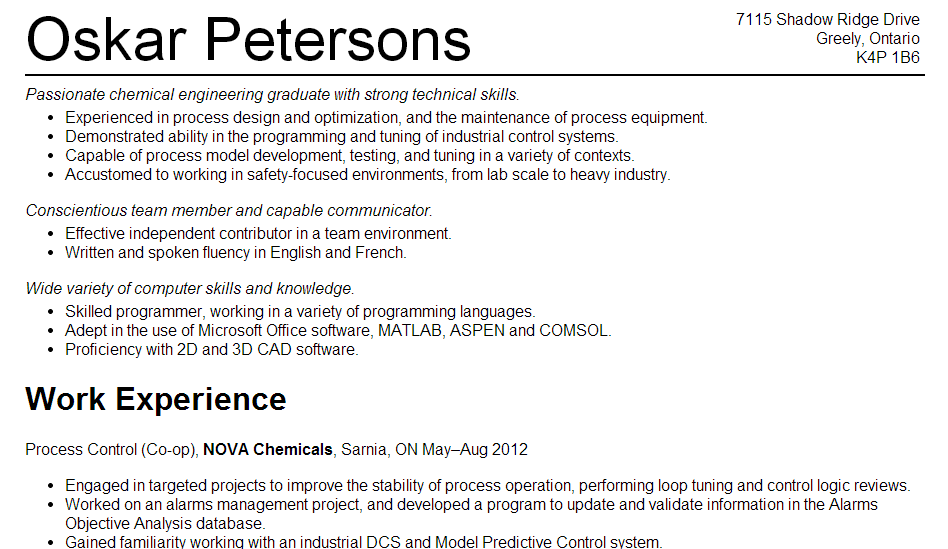 Oskar Petersons
7115 Shadow Ridge Drive
Greely, Ontario
K4P 1B6
Passionate chemical engineering graduate with strong technical skills.
• Experienced in process design and optimization, and the maintenance of process equipment.
• Demonstrated ability in the programming and tuning of industrial control systems.
• Capable of process model development, testing, and tuning in a variety of contexts.
• Accustomed to working in safety-focused environments, from lab scale to heavy industry.
Conscientious team member and capable communicator.
• Effective independent contributor in a team environment.
• Written and spoken fluency in English and French.
Wide variety of computer skills and knowledge.
• Skilled programmer, working in a variety of programming languages.
• Adept in the use of Microsoft Office software, MATLAB, ASPEN and COMSOL.
• Proficiency with 2D and 3D CAD software.
Work Experience
Process Control (Co-op), NOVA Chemicals, Sarnia, ON May–Aug 2012
• Engaged in targeted projects to improve the stability of process operation, performing loop tuning and control logic reviews.
• Worked on an alarms management project, and developed a program to update and validate information in the Alarms
Objective Analysis database.
• Gained familiarity working with an industrial DCS and Model Predictive Control system.